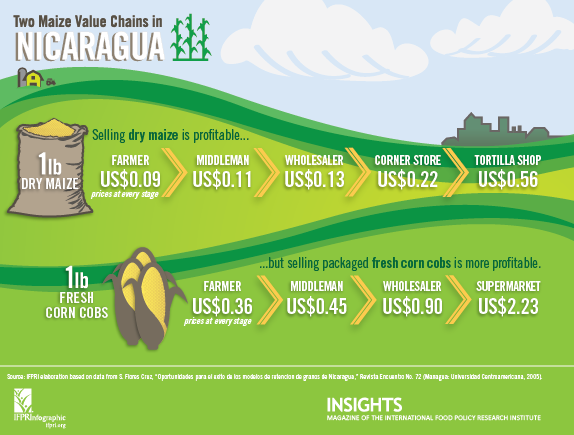 Two Maize Value Chains in
NICARAGUA
Selling dry maize is profitable...
1lb
DRY MAIZE
FARMER
US$0.09
prices at every stage
MIDDLEMAN
US$0.11
WHOLESALER
US$0.13
CORNER STORE
US$0.22
TORTILLA SHOP
US$0.56
...but selling packaged fresh corn cobs is more profitable.
1lb
FRESH
CORN COBS
FARMER
US$0.36
prices at every stage
MIDDLEMAN
US$0.45
WHOLESALER
US$0.90
SUPERMARKET
US$2.23
Source: IFPRI elaboration based on data from S. Flores Cruz, "Oportunidades para el exito de los modelos de retencion de granos de Nicaragua," Revista Encuentro No. 72 (Managua: Universidad Centroamericana, 2005).
IFPRInfographic
ifpri.org
INSIGHTS
MAGAZINE OF THE INTERNATIONAL FOOD POLICY RESEARCH INSTITUTE